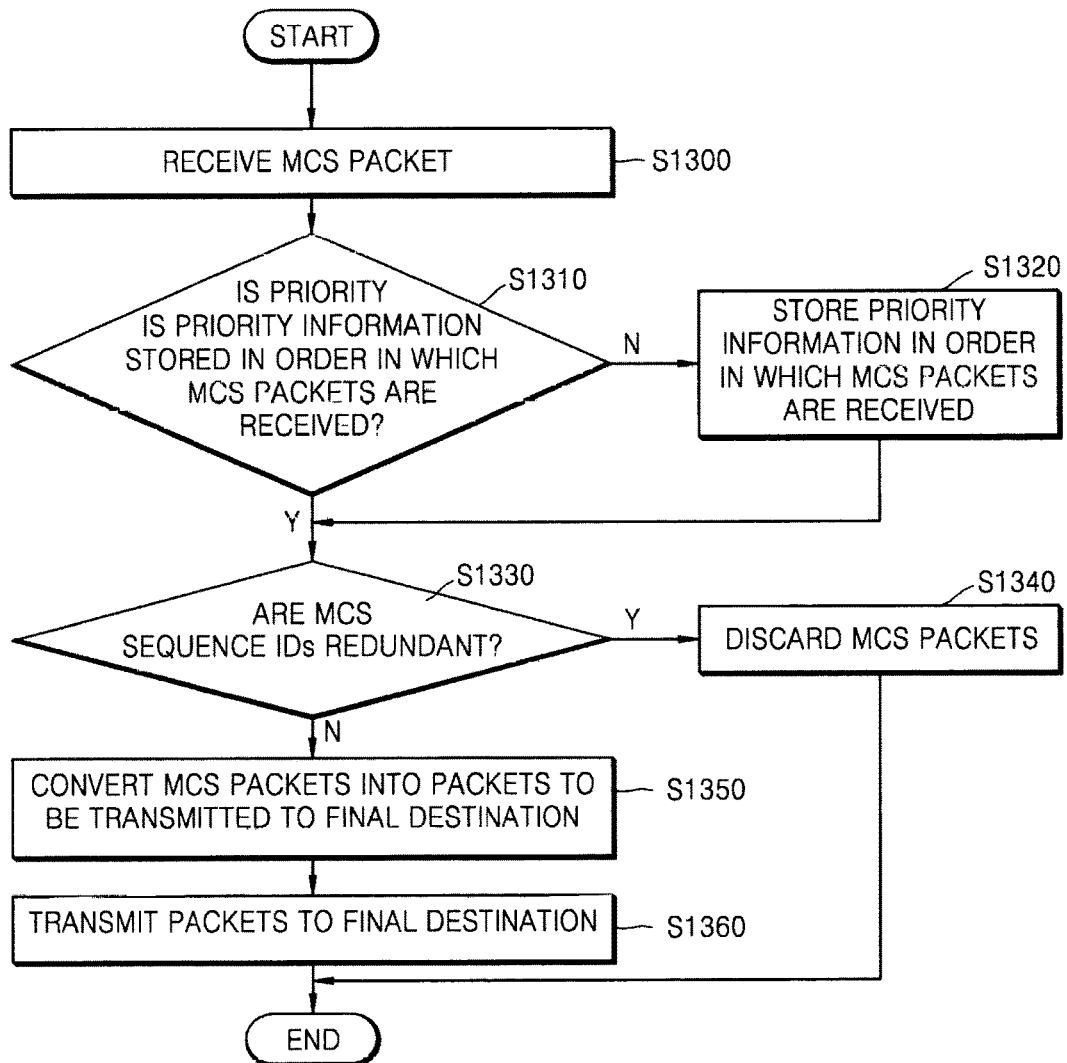 START
RECEIVE MCS PACKET
S1300
IS PRIORITY
IS PRIORITY INFORMATION
STORED IN ORDER IN WHICH
MCS PACKETS ARE
RECEIVED?
S1310
N
S1320
STORE PRIORITY
INFORMATION IN ORDER
IN WHICH MCS PACKETS
ARE RECEIVED
Y
S1330
ARE MCS
SEQUENCE IDs REDUNDANT?
Y
S1340
DISCARD MCS PACKETS
N
CONVERT MCS PACKETS INTO PACKETS TO
BE TRANSMITTED TO FINAL DESTINATION
S1350
TRANSMIT PACKETS TO FINAL DESTINATION
S1360
END